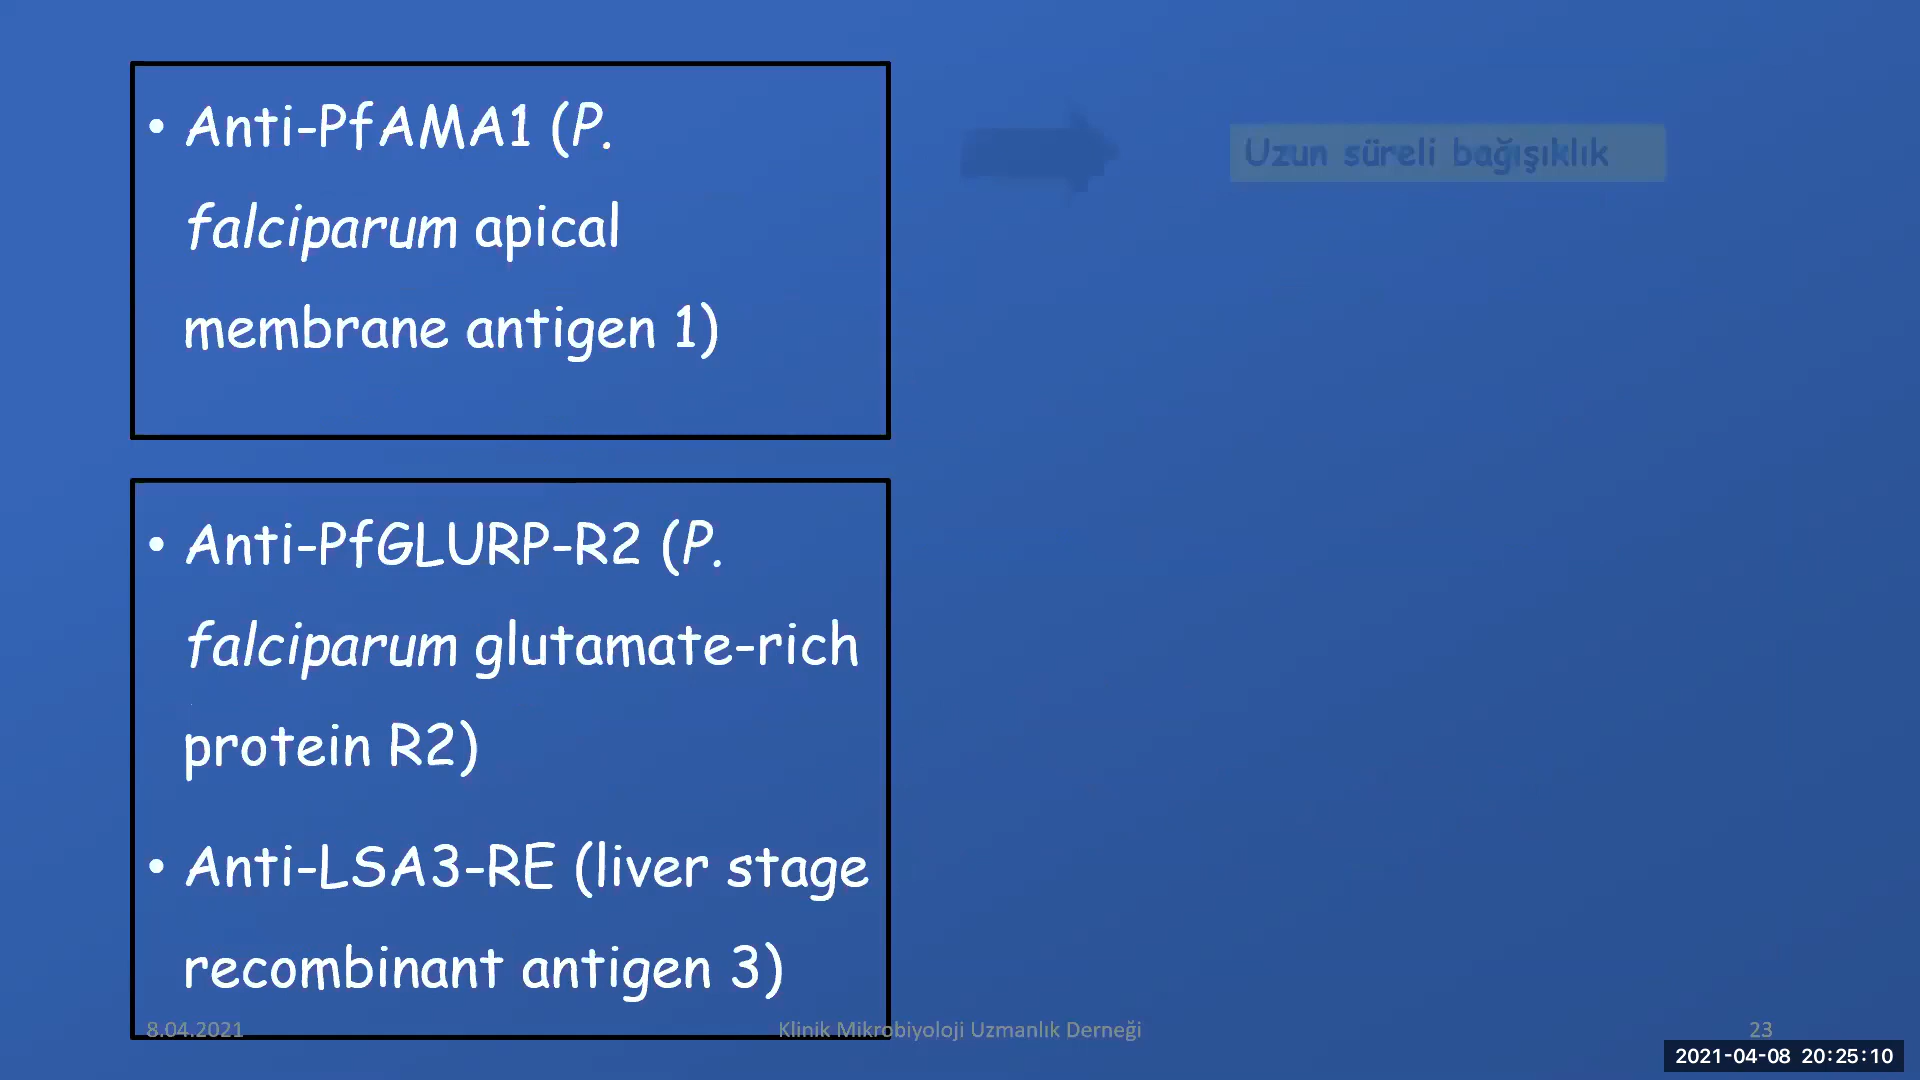 • Anti-PfAMA1 (P.
falciparum apical
membrane antigen 1)
Uzun süreli bağışıklık
• Anti-PfGLURP-R2 (P.
falciparum glutamate-rich
protein R2)
• Anti-LSA3-RE (liver stage
recombinant antigen 3)
8.04.2021
Klinik Mikrobiyoloji Uzmanlık Derneği
23
2021-04-08 20:25:10